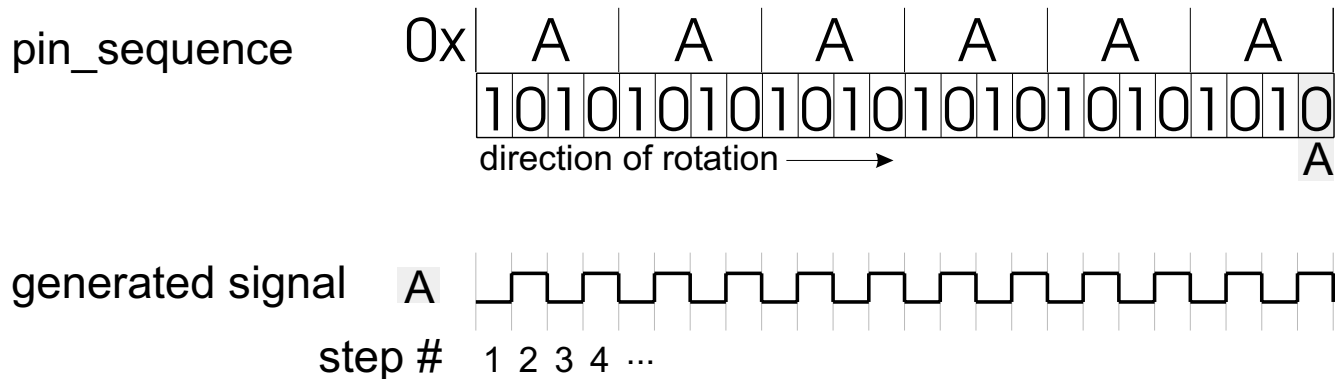 pin_sequence 0x A A A A A A
101010101010101010101010
direction of rotation
A
generated signal A
step # 1 2 3 4 ...